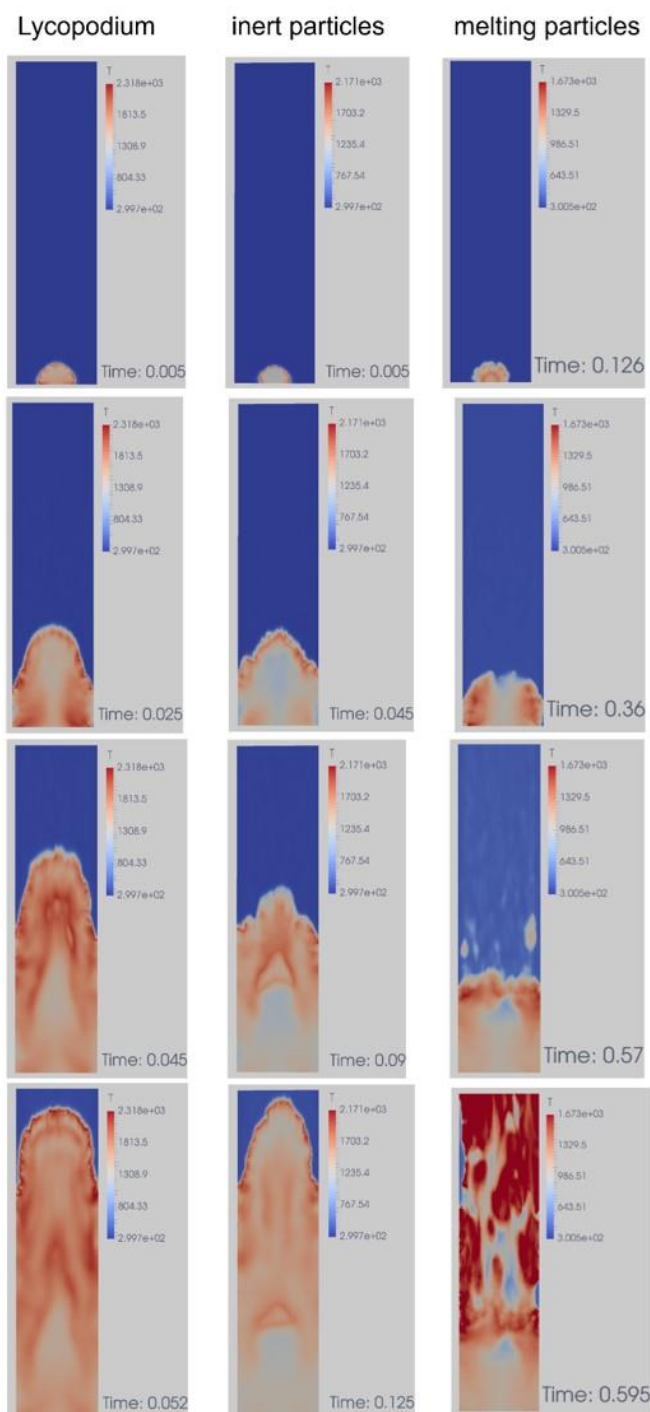 Lycopodium inert particles melting particles
T
2.318e+03
1813.5
1308.9
804.33
2.997e+02
Time: 0.005
T
2.171e+03
1703.2
1235.4
767.54
2.997e+02
Time: 0.005
T
1.673e+03
1329.5
986.51
643.51
3.005e+02
Time: 0.126
T
2.318e+03
1813.5
1308.9
804.33
2.997e+02
Time: 0.025
T
2.171e+03
1703.2
1235.4
767.54
2.997e+02
Time: 0.045
T
1.673e+03
1329.5
986.51
643.51
3.005e+02
Time: 0.36
T
2.318e+03
1813.5
1308.9
804.33
2.997e+02
Time: 0.045
T
2.171e+03
1703.2
1235.4
767.54
2.997e+02
Time: 0.09
T
1.673e+03
1329.5
986.51
643.51
3.005e+02
Time: 0.57
T
2.318e+03
1813.5
1308.9
804.33
2.997e+02
Time: 0.052
T
2.171e+03
1703.2
1235.4
767.54
2.997e+02
Time: 0.125
T
1.673e+03
1329.5
986.51
643.51
3.005e+02
Time: 0.595